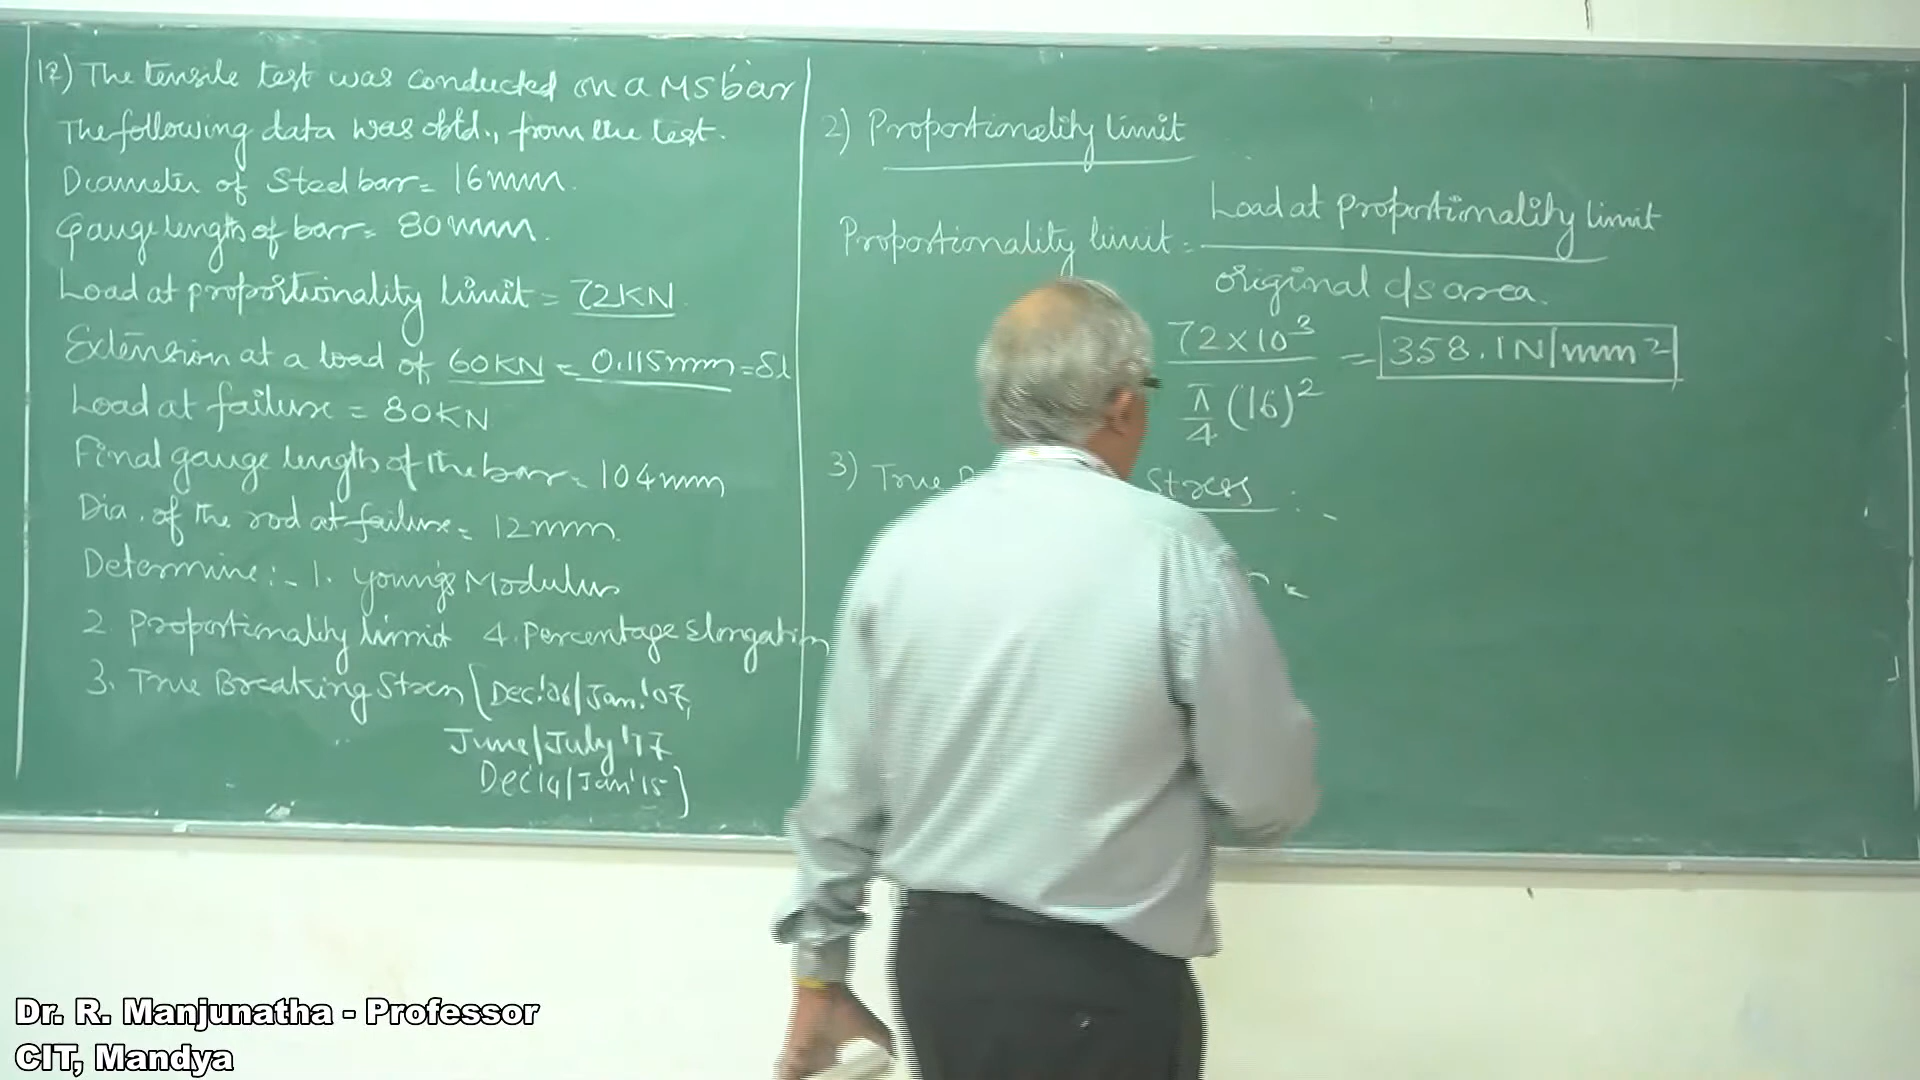 17) The tensile test was conducted on a MS bar
The following data was obtd., from the test.
Diameter of Steel bar = 16mm.
Gauge length of bar = 80mm.
Load at proportionality limit = 72KN.
Extension at a load of 60KN = 0.115mm = δl
Load at failure = 80KN
Final gauge length of the bar = 104mm
Dia. of the rod at failure = 12mm.
Determine :- 1. Young's Modulus
2. Proportionality limit 4. Percentage Elongation
3. True Breaking Stress [Dec.'06/Jan.'07,
June/July '17
Dec'14/Jan'15]
2) Proportionality limit
Proportionality limit = Load at proportionality limit
original c/s area.
72 x 10³
π/4 (16)² = 358.1N/mm²
3) True Stress :-
Dr. R. Manjunatha - Professor
CIT, Mandya